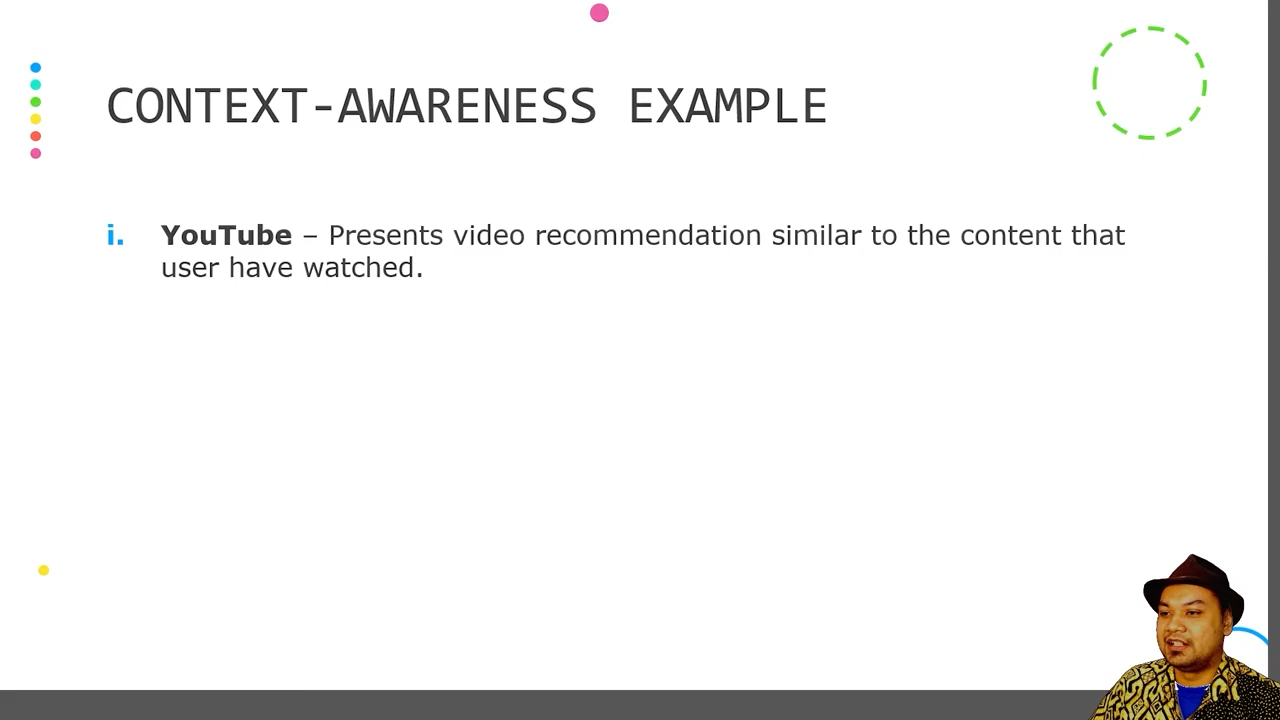 CONTEXT-AWARENESS EXAMPLE
i. YouTube – Presents video recommendation similar to the content that
user have watched.